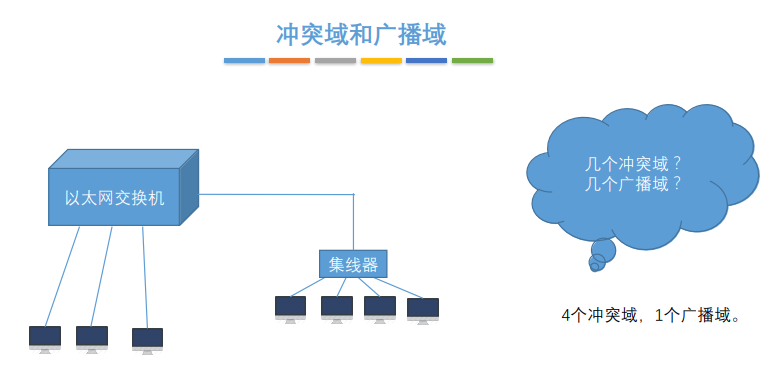 冲突域和广播域
以太网交换机
几个冲突域？
几个广播域？
集线器
4个冲突域，1个广播域。